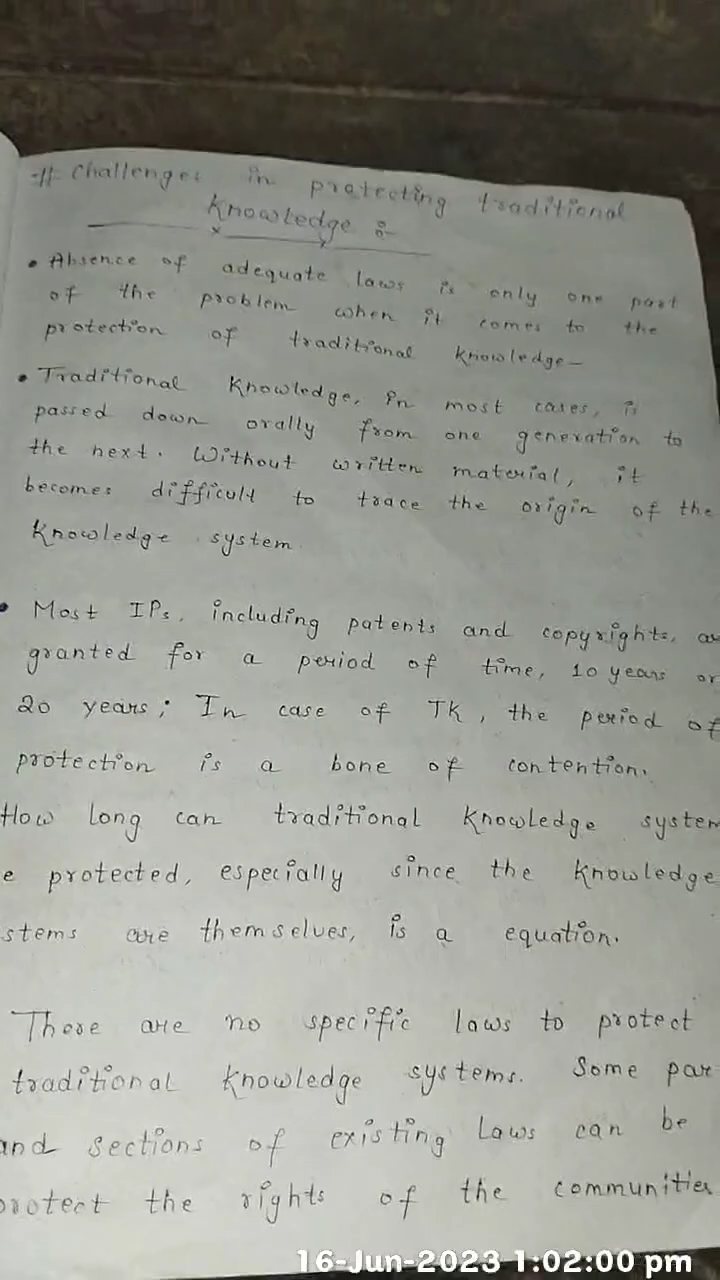 # Challenges in protecting traditional
Knowledge :-
• Absence of adequate laws is only one part
of the problem when it comes to the
protection of traditional knowledge-
• Traditional Knowledge, in most cases, is
passed down orally from one generation to
the next. Without written material, it
becomes difficult to trace the origin of the
Knowledge system
• Most IPs, including patents and copyrights, a
granted for a period of time, 10 years or
20 years; In case of TK, the period of
protection is a bone of contention.
How long can traditional Knowledge system
e protected, especially since the Knowledge
stems are themselves, is a equation.
There are no specific laws to protect
traditional Knowledge systems. Some par
and sections of existing Laws can be
protect the rights of the communities
16-Jun-2023 1:02:00 pm